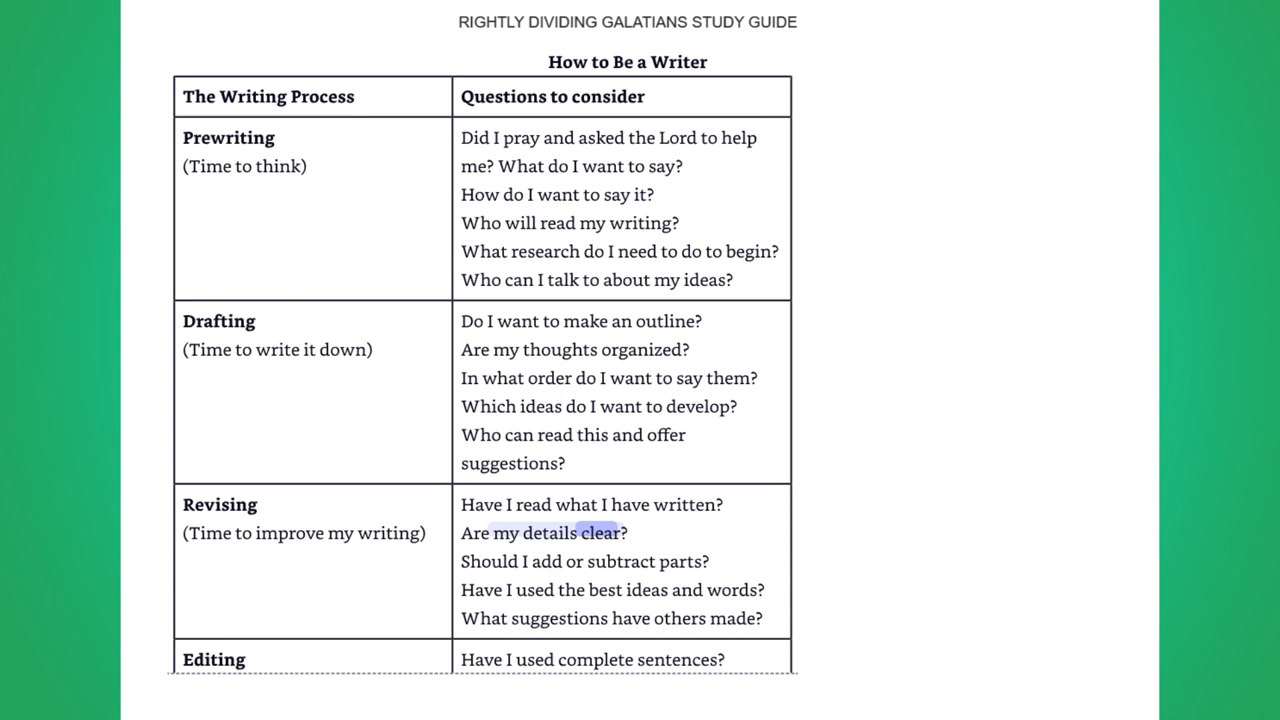 RIGHTLY DIVIDING GALATIANS STUDY GUIDE
How to Be a Writer
The Writing Process
Questions to consider
Prewriting
(Time to think)
Did I pray and asked the Lord to help
me? What do I want to say?
How do I want to say it?
Who will read my writing?
What research do I need to do to begin?
Who can I talk to about my ideas?
Drafting
(Time to write it down)
Do I want to make an outline?
Are my thoughts organized?
In what order do I want to say them?
Which ideas do I want to develop?
Who can read this and offer
suggestions?
Revising
(Time to improve my writing)
Have I read what I have written?
Are my details clear?
Should I add or subtract parts?
Have I used the best ideas and words?
What suggestions have others made?
Editing
Have I used complete sentences?